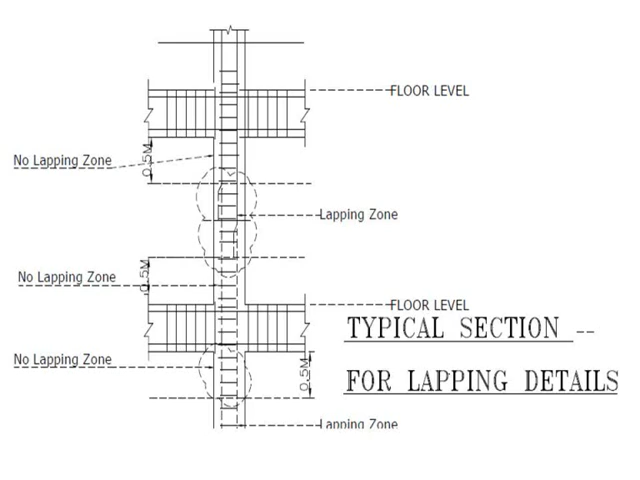 FLOOR LEVEL
No Lapping Zone
0.5M
Lapping Zone
0.5M
No Lapping Zone
FLOOR LEVEL
TYPICAL SECTION --
No Lapping Zone
0.5M
FOR LAPPING DETAILS
Lapping Zone